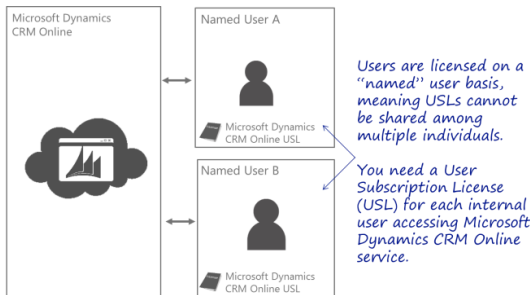 Microsoft Dynamics
CRM Online
Named User A
Microsoft Dynamics
CRM Online USL
Named User B
Microsoft Dynamics
CRM Online USL
Users are licensed on a
“named” user basis,
meaning USLs cannot
be shared among
multiple individuals.
You need a User
Subscription License
(USL) for each internal
user accessing Microsoft
Dynamics CRM Online
service.